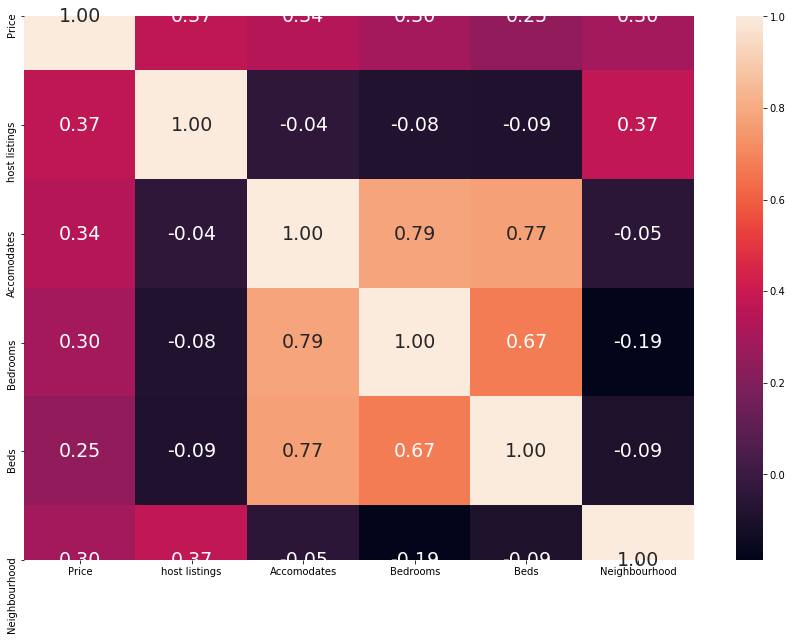 Price 1.00 0.37 0.34 0.30 0.25 0.30
host listings 0.37 1.00 -0.04 -0.08 -0.09 0.37
Accomodates 0.34 -0.04 1.00 0.79 0.77 -0.05
Bedrooms 0.30 -0.08 0.79 1.00 0.67 -0.19
Beds 0.25 -0.09 0.77 0.67 1.00 -0.09
Neighbourhood 0.30 0.37 -0.05 -0.19 -0.09 1.00
Price host listings Accomodates Bedrooms Beds Neighbourhood
1.0
0.8
0.6
0.4
0.2
0.0